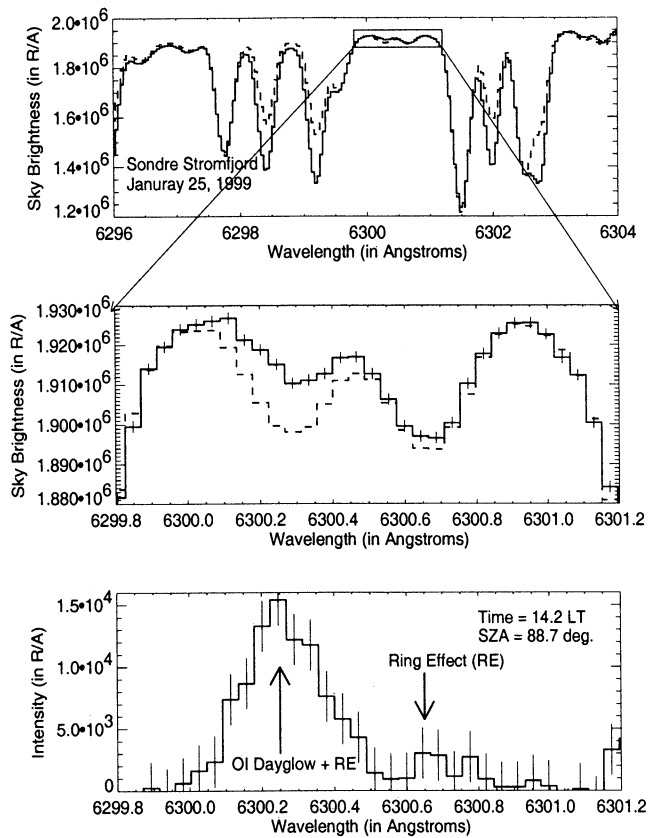 2.0•10⁶
1.8•10⁶
1.6•10⁶
1.4•10⁶
1.2•10⁶
Sky Brightness (in R/A)
Sondre Stromfjord
Januray 25, 1999
6296 6298 6300 6302 6304
Wavelength (in Angstroms)
1.930•10⁶
1.920•10⁶
1.910•10⁶
1.900•10⁶
1.890•10⁶
1.880•10⁶
Sky Brightness (in R/A)
6299.8 6300.0 6300.2 6300.4 6300.6 6300.8 6301.0 6301.2
Wavelength (in Angstroms)
1.5•10⁴
1.0•10⁴
5.0•10³
0
Intensity (in R/A)
Time = 14.2 LT
SZA = 88.7 deg.
Ring Effect (RE)
OI Dayglow + RE
6299.8 6300.0 6300.2 6300.4 6300.6 6300.8 6301.0 6301.2
Wavelength (in Angstroms)